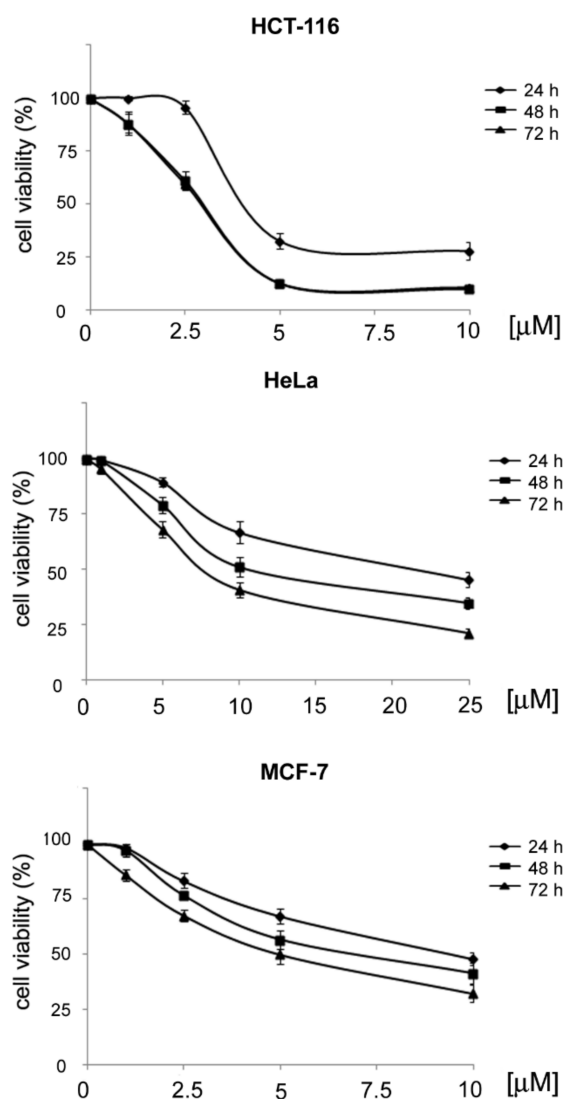 HCT-116
cell viability (%)
100
75
50
25
0
0 2.5 5 7.5 10 [μM]
24 h
48 h
72 h
HeLa
cell viability (%)
100
75
50
25
0
0 5 10 15 20 25 [μM]
24 h
48 h
72 h
MCF-7
cell viability (%)
100
75
50
25
0
0 2.5 5 7.5 10 [μM]
24 h
48 h
72 h